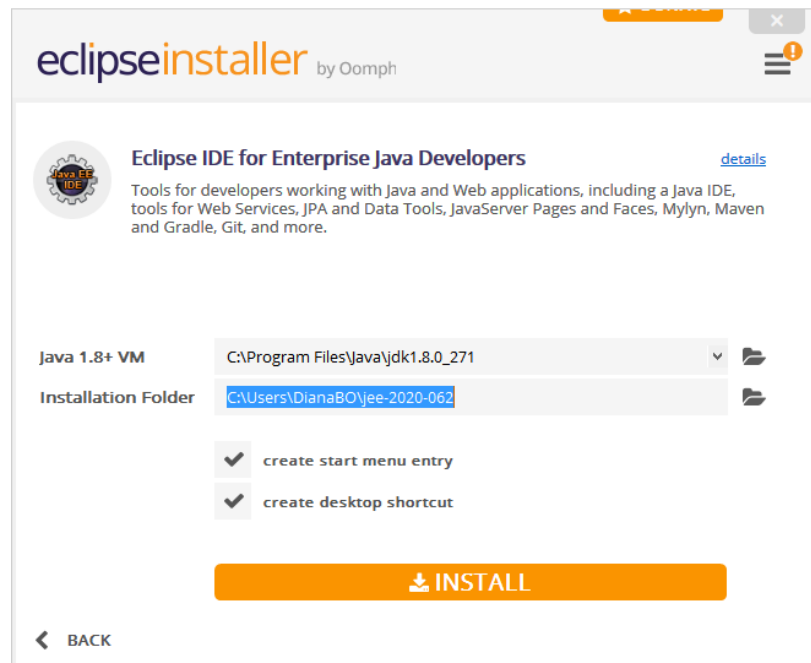 eclipseinstaller by Oomph
!
Eclipse IDE for Enterprise Java Developers
details
Java EE
IDE
Tools for developers working with Java and Web applications, including a Java IDE,
tools for Web Services, JPA and Data Tools, JavaServer Pages and Faces, Mylyn, Maven
and Gradle, Git, and more.
Java 1.8+ VM
C:\Program Files\Java\jdk1.8.0_271
Installation Folder
C:\Users\DianaBO\jee-2020-062
create start menu entry
create desktop shortcut
INSTALL
BACK